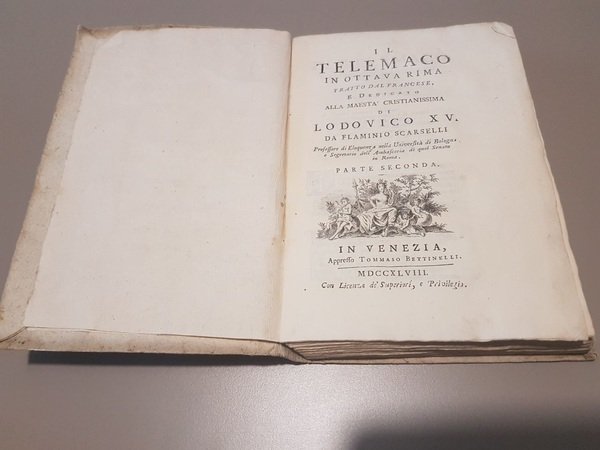 IL
TELEMACO
IN OTTAVA RIMA
TRATTO DAL FRANCESE,
E DEDICATO
ALLA MAESTA' CRISTIANISSIMA
DI
LODOVICO XV.
DA FLAMINIO SCARSELLI
Professore di Eloquenza nella Università di Bologna,
e Segretario dell' Ambasceria di quel Senato
in Roma.
PARTE SECONDA.
IN VENEZIA,
Appresso TOMMASO BETTINELLI.
MDCCXLVIII.
Con Licenza de' Superiori, e Privilegio.